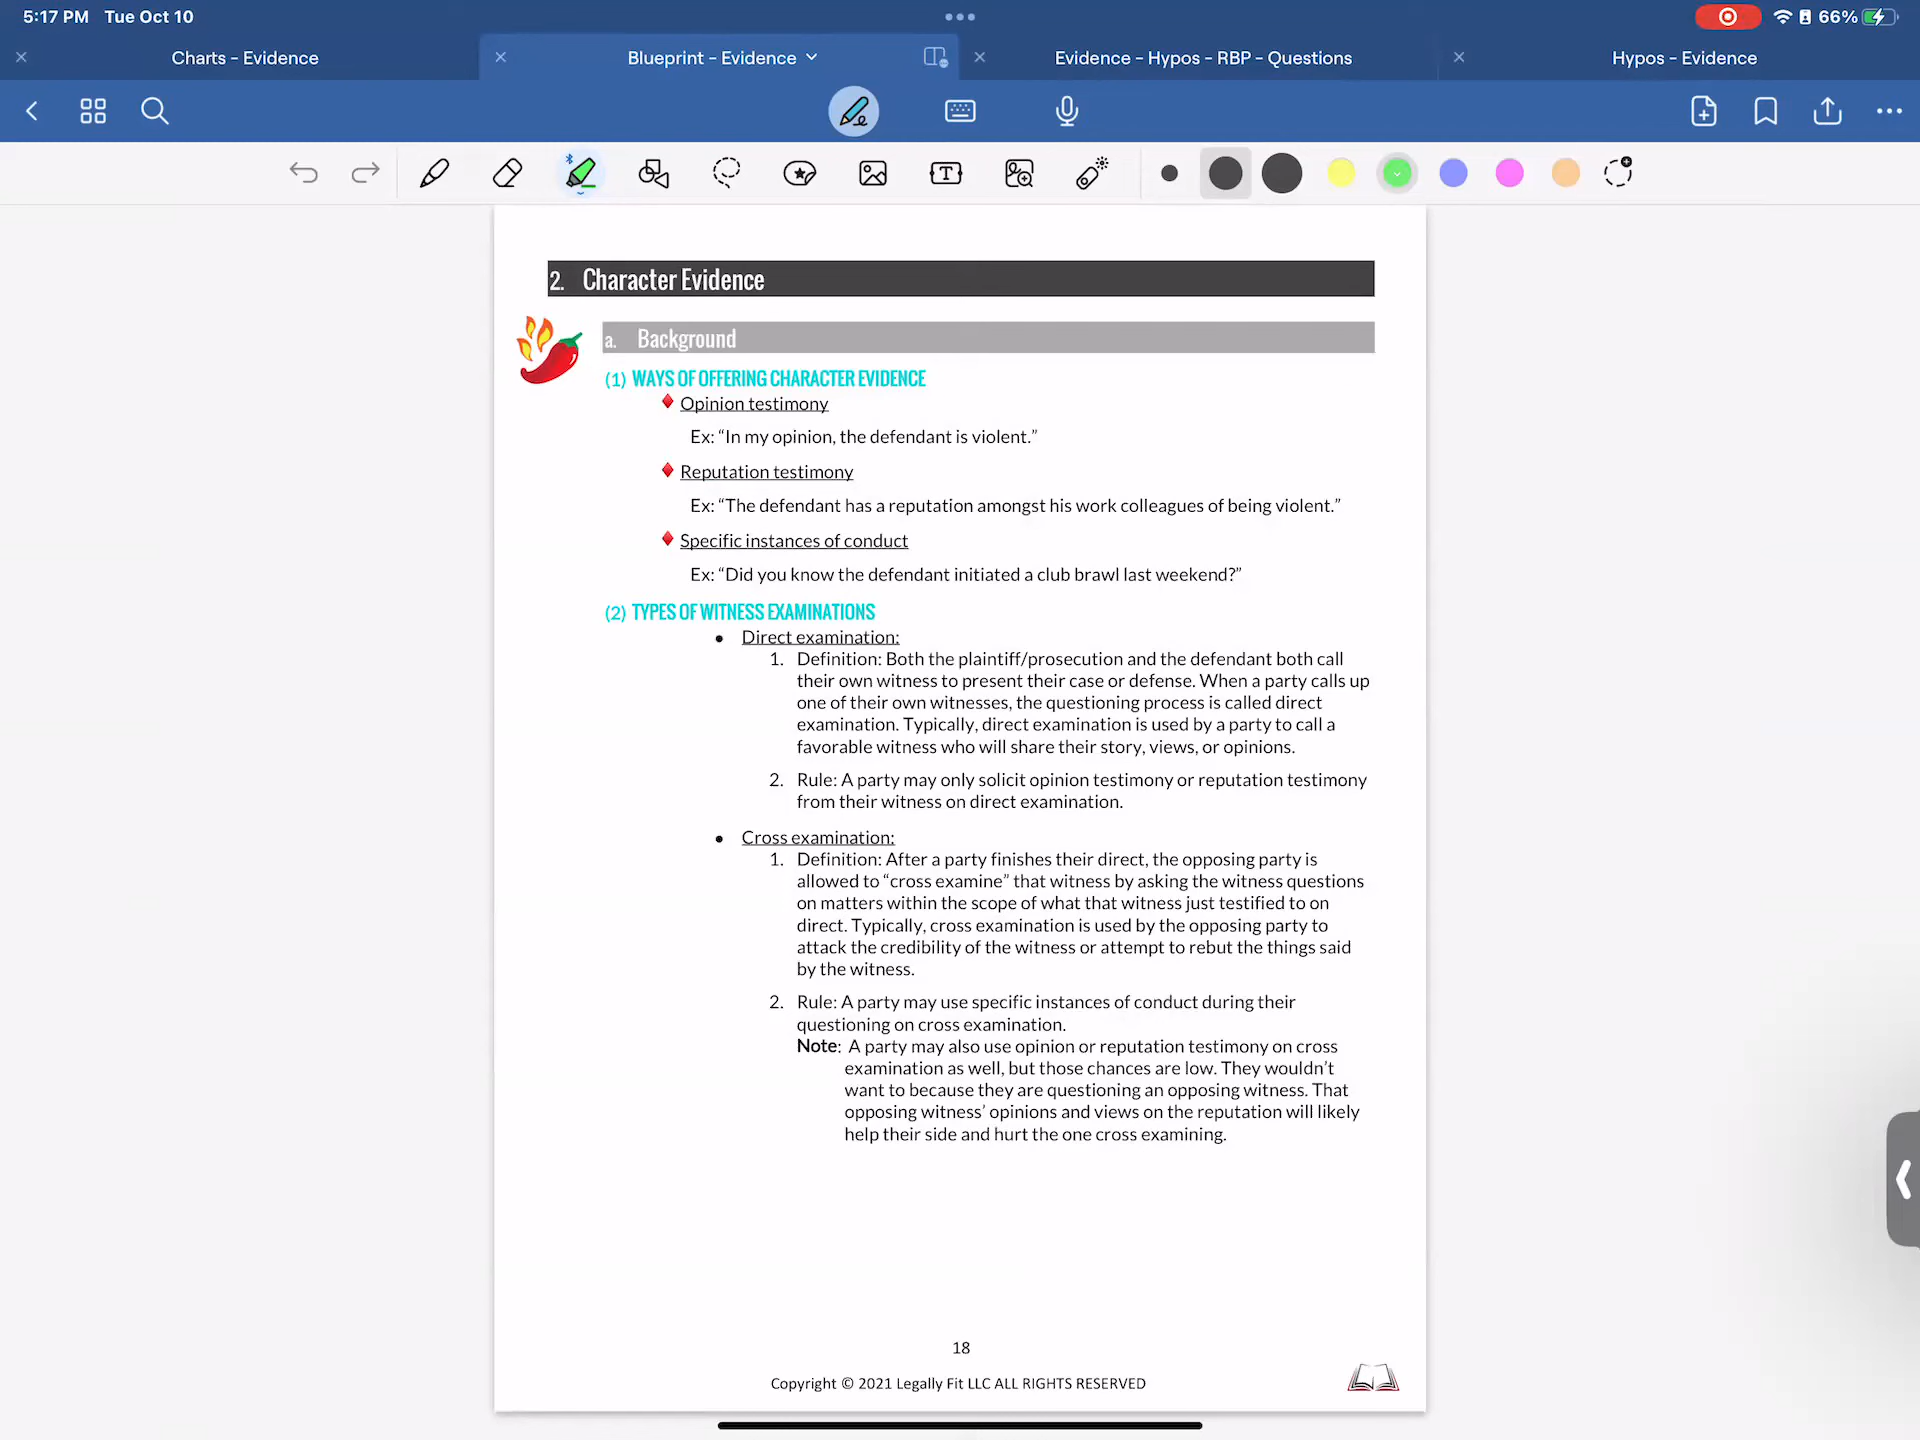 5:17 PM Tue Oct 10
66%
Charts - Evidence
Blueprint - Evidence
Evidence - Hypos - RBP - Questions
Hypos - Evidence
2. Character Evidence
a. Background
(1) WAYS OF OFFERING CHARACTER EVIDENCE
Opinion testimony
Ex: “In my opinion, the defendant is violent.”
Reputation testimony
Ex: “The defendant has a reputation amongst his work colleagues of being violent.”
Specific instances of conduct
Ex: “Did you know the defendant initiated a club brawl last weekend?”
(2) TYPES OF WITNESS EXAMINATIONS
• Direct examination:
1. Definition: Both the plaintiff/prosecution and the defendant both call
their own witness to present their case or defense. When a party calls up
one of their own witnesses, the questioning process is called direct
examination. Typically, direct examination is used by a party to call a
favorable witness who will share their story, views, or opinions.
2. Rule: A party may only solicit opinion testimony or reputation testimony
from their witness on direct examination.
• Cross examination:
1. Definition: After a party finishes their direct, the opposing party is
allowed to “cross examine” that witness by asking the witness questions
on matters within the scope of what that witness just testified to on
direct. Typically, cross examination is used by the opposing party to
attack the credibility of the witness or attempt to rebut the things said
by the witness.
2. Rule: A party may use specific instances of conduct during their
questioning on cross examination.
Note: A party may also use opinion or reputation testimony on cross
examination as well, but those chances are low. They wouldn’t
want to because they are questioning an opposing witness. That
opposing witness’ opinions and views on the reputation will likely
help their side and hurt the one cross examining.
18
Copyright © 2021 Legally Fit LLC ALL RIGHTS RESERVED